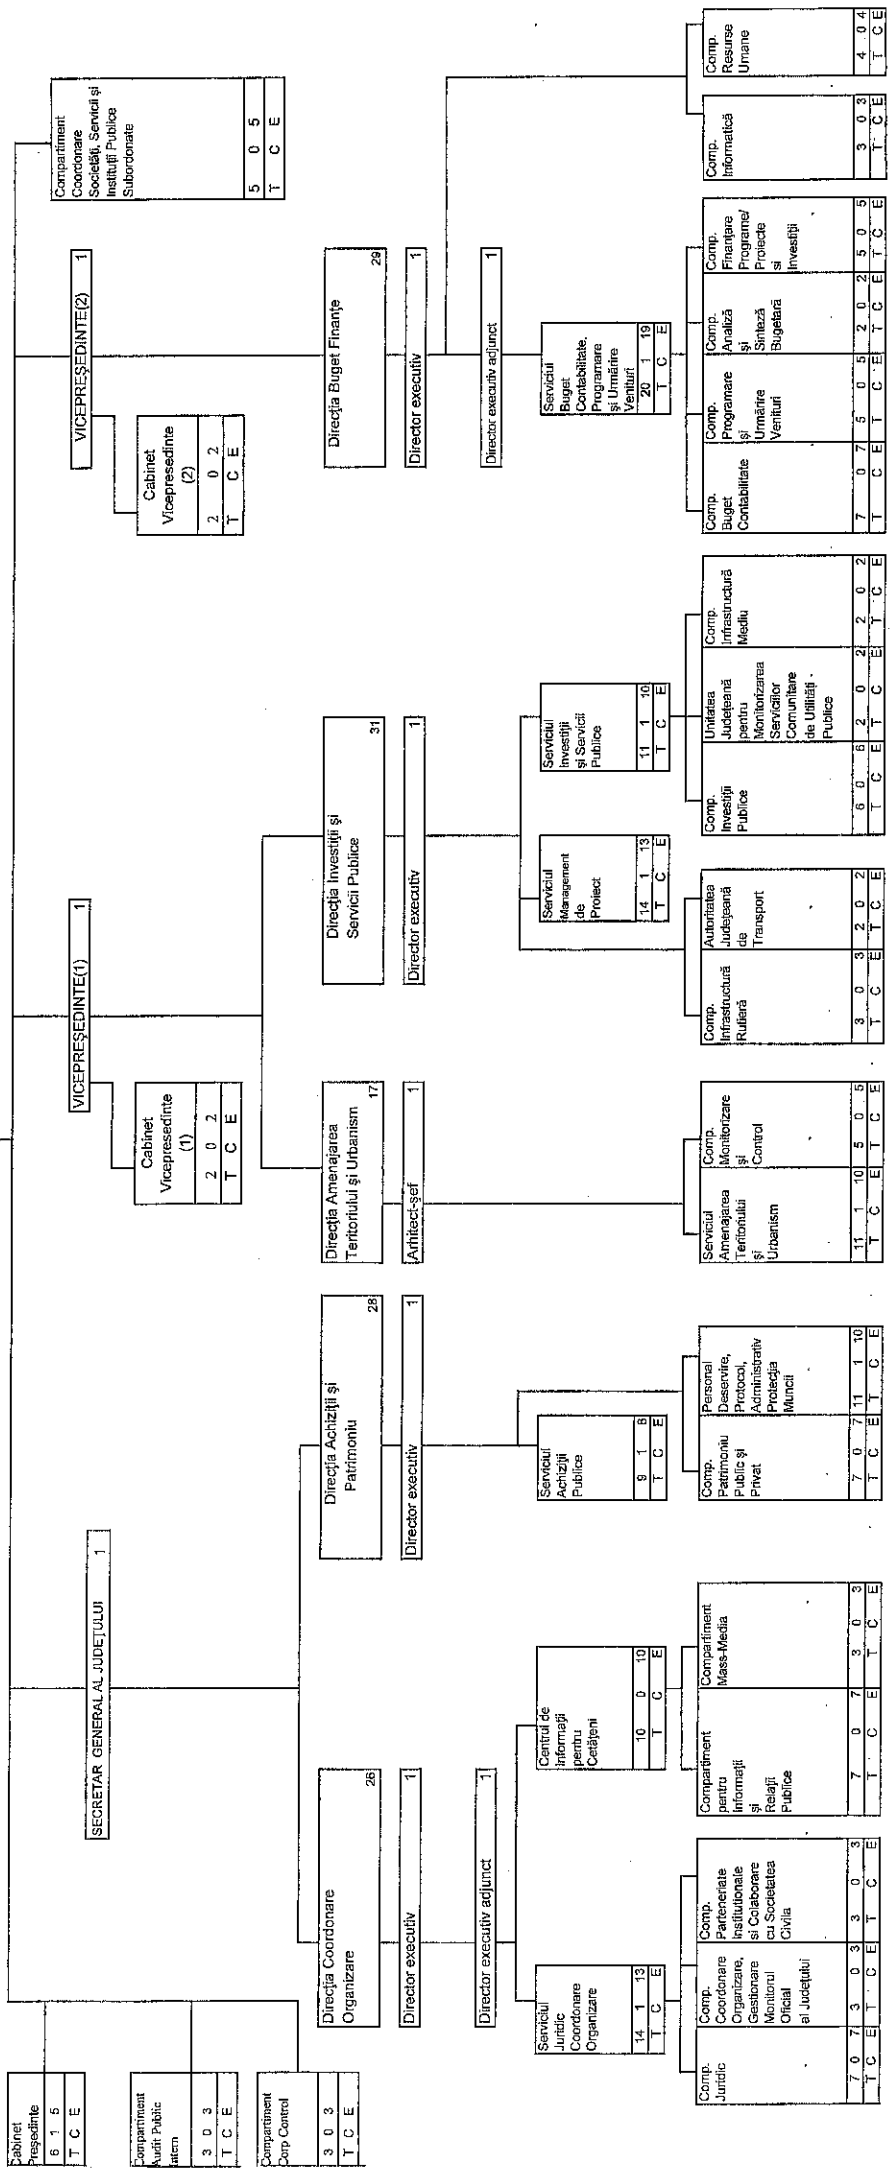 Cabinet
Președinte
6 1 5
T C E
Compartiment
Audit Public
Intern
3 0 3
T C E
Compartiment
Corp Control
3 0 3
T C E
SECRETAR GENERAL AL JUDEȚULUI 1
VICEPREȘEDINTE(1) 1
VICEPREȘEDINTE(2) 1
Compartiment
Coordonare
Societăți, Servicii și
Instituții Publice
Subordonate
5 0 5
T C E
Cabinet
Vicepresedinte
(1)
2 0 2
T C E
Cabinet
Vicepresedinte
(2)
2 0 2
T C E
Direcția Coordonare
Organizare
26
Direcția Achiziții și
Patrimoniu
28
Direcția Amenajarea
Teritoriului și Urbanism 17
Direcția Investiții și
Servicii Publice
31
Direcția Buget Finanțe
29
Director executiv 1
Director executiv 1
Arhitect-șef 1
Director executiv 1
Director executiv 1
Director executiv adjunct 1
Director executiv adjunct 1
Serviciul
Juridic
Coordonare
Organizare
14 1 13
T C E
Centrul de
Informații
pentru
Cetățeni
10 0 10
T C E
Serviciul
Achiziții
Publice
9 1 8
T C E
Serviciul
Management
de
Proiect
14 1 13
T C E
Serviciul
Investiții
și Servicii
Publice
11 1 10
T C E
Serviciul
Buget
Contabilitate,
Programare
și Urmărire
Venituri
20 1 19
T C E
Comp.
Juridic
7 0 7
T C E
Comp.
Coordonare
Organizare,
Gestionare
Monitorul
Oficial
al Județului
3 0 3
T C E
Comp.
Parteneriate
Institutionale
si Colaborare
cu Societatea
Civila
3 0 3
T C E
Compartiment
pentru
Informații
și
Relații
Publice
7 0 7
T C E
Compartiment
Mass-Media
3 0 3
T C E
Comp.
Patrimoniu
Public și
Privat
7 0 7
T C E
Personal
Deservire,
Protocol,
Administrativ
Protecția
Muncii
11 1 10
T C E
Serviciul
Amenajarea
Teritoriului
și
Urbanism
11 1 10
T C E
Comp.
Monitorizare
și
Control
5 0 5
T C E
Comp.
Infrastructură
Rutieră
3 0 3
T C E
Autoritatea
Județeană
de
Transport
2 0 2
T C E
Comp.
Investiții
Publice
6 0 6
T C E
Unitatea
Județeană
pentru
Monitorizarea
Serviciilor
Comunitare
de Utilități
Publice
2 0 2
T C E
Comp.
Infrastructură
Mediu
2 0 2
T C E
Comp.
Buget
Contabilitate
7 0 7
T C E
Comp.
Programare
și
Urmărire
Venituri
5 0 5
T C E
Comp.
Analiză
și
Sinteză
Bugetară
2 0 2
T C E
Comp.
Finanțare
Programe/
Proiecte
si
Investiții
5 0 5
T C E
Comp.
Informatică
3 0 3
T C E
Comp.
Resurse
Umane
4 0 4
T C E